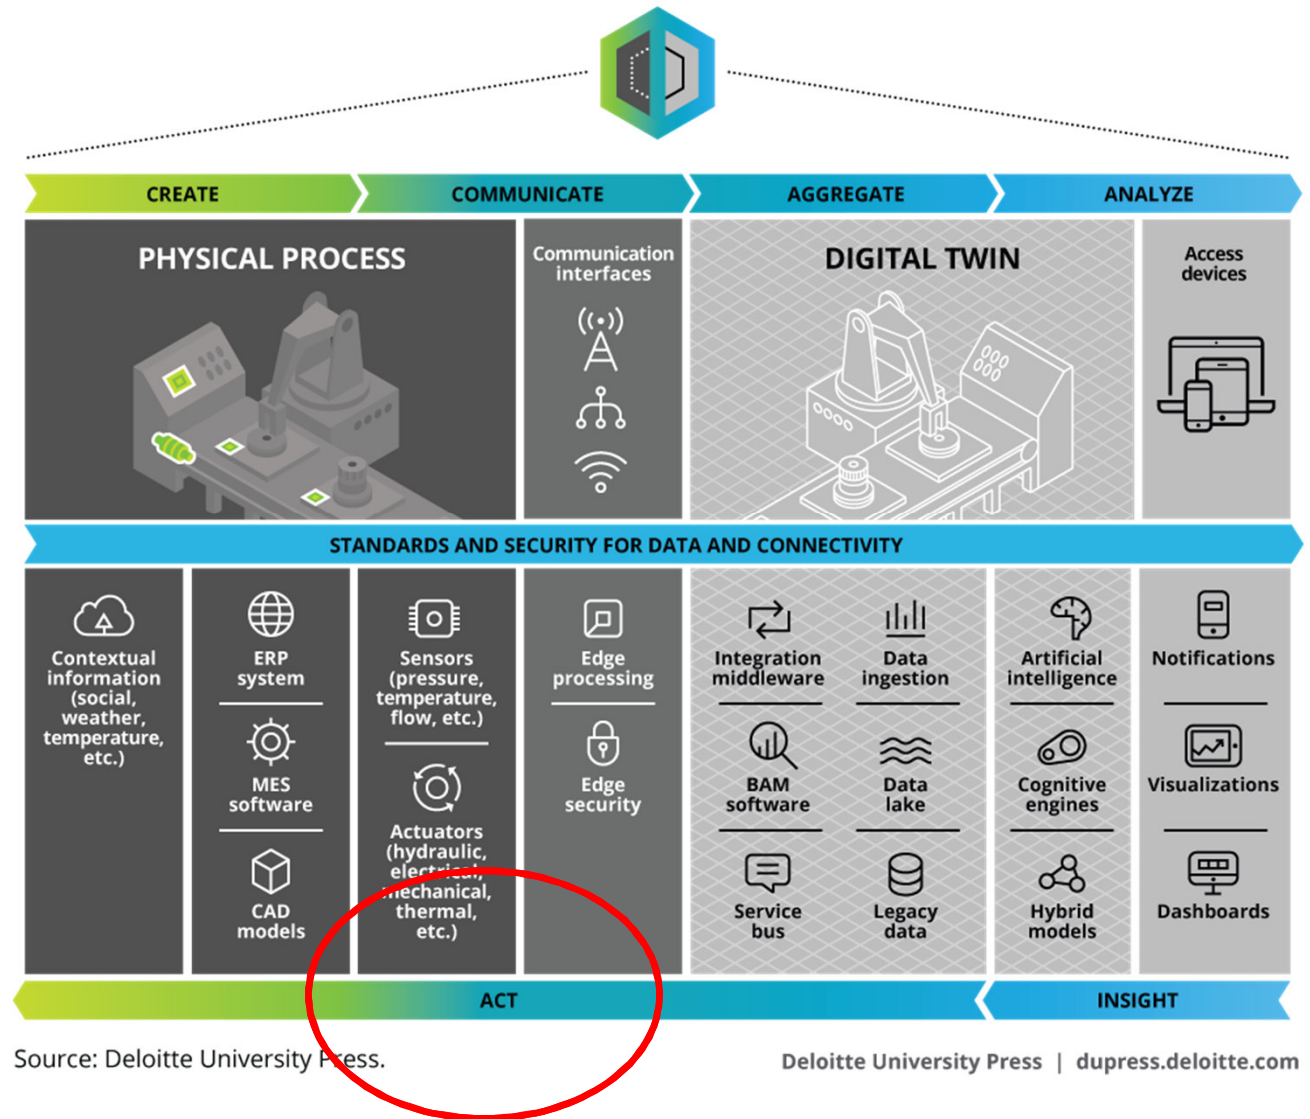 CREATE
COMMUNICATE
AGGREGATE
ANALYZE
PHYSICAL PROCESS
Communication
interfaces
DIGITAL TWIN
Access
devices
STANDARDS AND SECURITY FOR DATA AND CONNECTIVITY
Contextual
information
(social,
weather,
temperature,
etc.)
ERP
system
MES
software
CAD
models
Sensors
(pressure,
temperature,
flow, etc.)
Actuators
(hydraulic,
electrical,
mechanical,
thermal,
etc.)
Edge
processing
Edge
security
Integration
middleware
BAM
software
Service
bus
Data
ingestion
Data
lake
Legacy
data
Artificial
intelligence
Cognitive
engines
Hybrid
models
Notifications
Visualizations
Dashboards
ACT
INSIGHT
Source: Deloitte University Press.
Deloitte University Press | dupress.deloitte.com